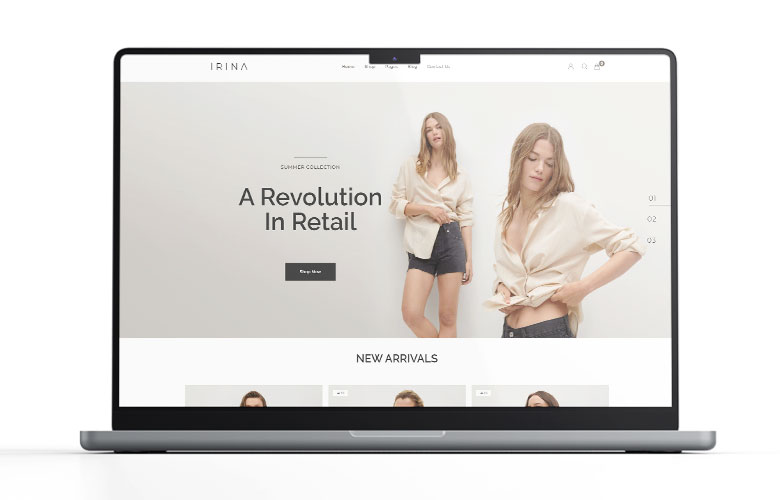 IRINA
Home Shop Pages Blog Contact Us
SUMMER COLLECTION
A Revolution
In Retail
Shop Now
01
02
03
NEW ARRIVALS